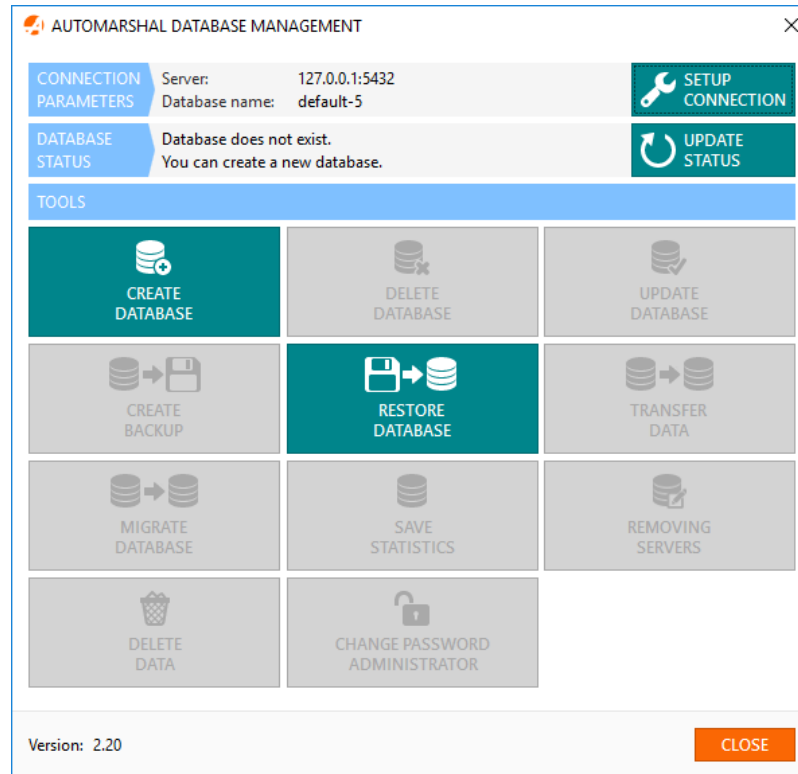 AUTOMARSHAL DATABASE MANAGEMENT
CONNECTION PARAMETERS
Server: 127.0.0.1:5432
Database name: default-5
SETUP CONNECTION
DATABASE STATUS
Database does not exist.
You can create a new database.
UPDATE STATUS
TOOLS
CREATE DATABASE
DELETE DATABASE
UPDATE DATABASE
CREATE BACKUP
RESTORE DATABASE
TRANSFER DATA
MIGRATE DATABASE
SAVE STATISTICS
REMOVING SERVERS
DELETE DATA
CHANGE PASSWORD ADMINISTRATOR
Version: 2.20
CLOSE